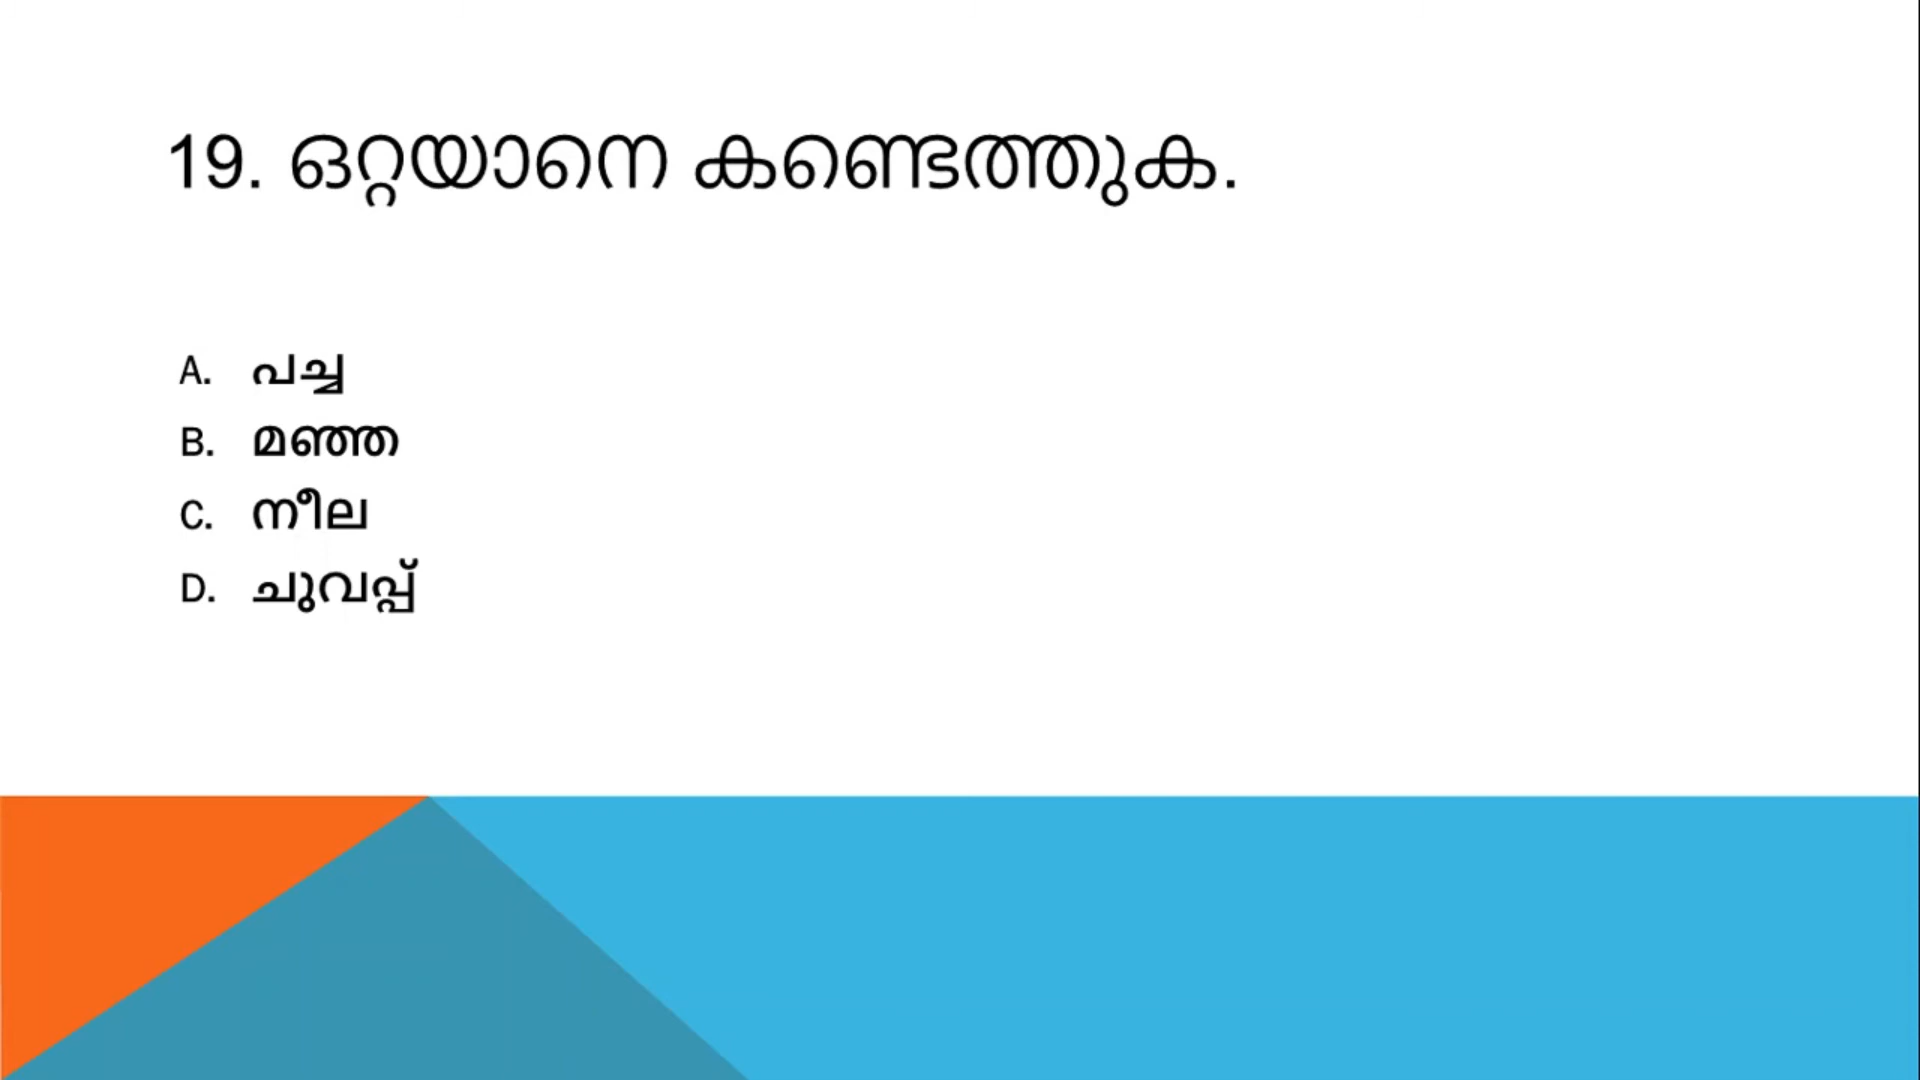 19. ഒറ്റയാനെ കണ്ടെത്തുക.
A. പച്ച
B. മഞ്ഞ
C. നീല
D. ചുവപ്പ്